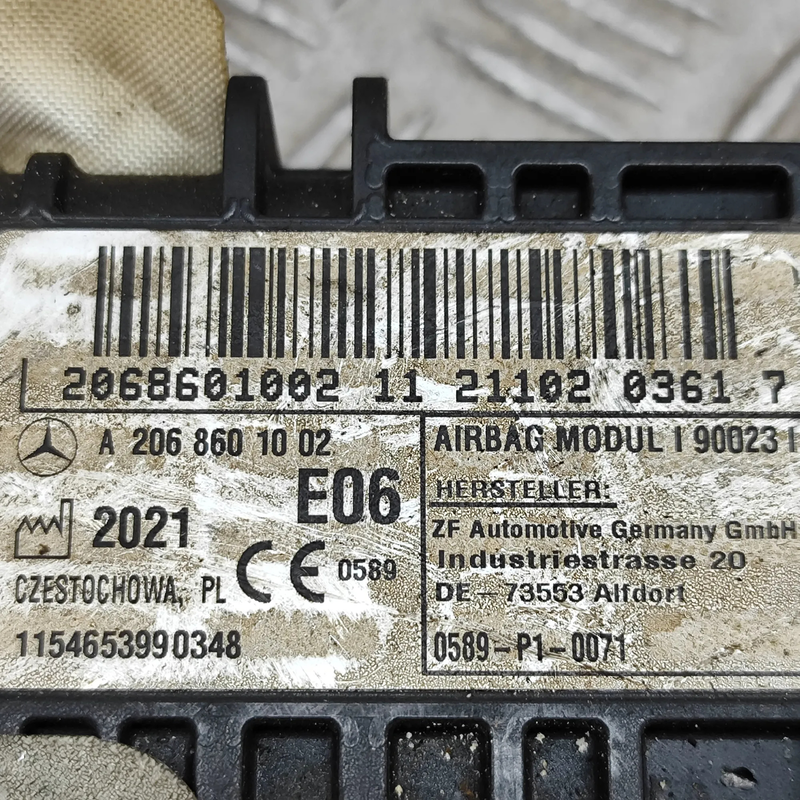 2068601002 11 21102 0361 7
A 206 860 10 02
E06
2021
CE 0589
CZESTOCHOWA, PL
1154653990348
AIRBAG MODUL I 90023 I
HERSTELLER:
ZF Automotive Germany GmbH
Industriestrasse 20
DE-73553 Alfdorf
0589-P1-0071